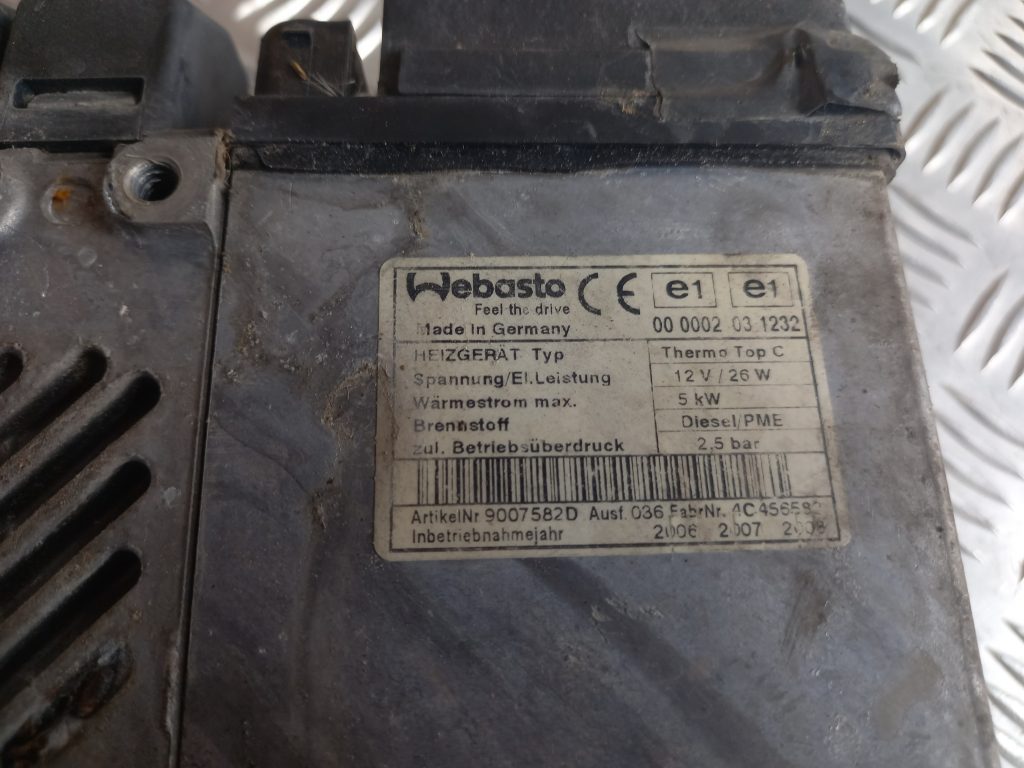 Webasto CE e1 e1
Feel the drive
Made in Germany 00 0002 03 1232
HEIZGERÄT Typ Thermo Top C
Spannung/El.Leistung 12 V / 26 W
Wärmestrom max. 5 kW
Brennstoff Diesel/PME
zul. Betriebsüberdruck 2,5 bar
ArtikelNr 9007582D Ausf. 036 FabrNr.
Inbetriebnahmejahr 2006 2007 2008